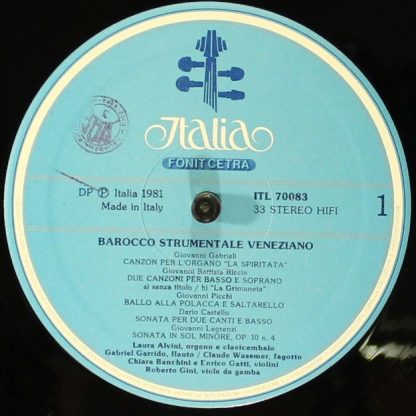 Italia
FONIT CETRA
DP Ⓟ Italia 1981
Made in Italy
ITL 70083
33 STEREO HIFI
1
BAROCCO STRUMENTALE VENEZIANO
Giovanni Gabrieli
CANZON PER L'ORGANO "LA SPIRITATA"
Giovanni Battista Riccio
DUE CANZONI PER BASSO E SOPRANO
a) senza titolo / b) "La Grimaneta"
Giovanni Picchi
BALLO ALLA POLACCA E SALTARELLO
Dario Castello
SONATA PER DUE CANTI E BASSO
Giovanni Legrenzi
SONATA IN SOL MINORE, OP. 10 n. 4
Laura Alvini, organo e clavicembalo
Gabriel Garrido, flauto / Claude Wassmer, fagotto
Chiara Banchini e Enrico Gatti, violini
Roberto Gini, viola da gamba